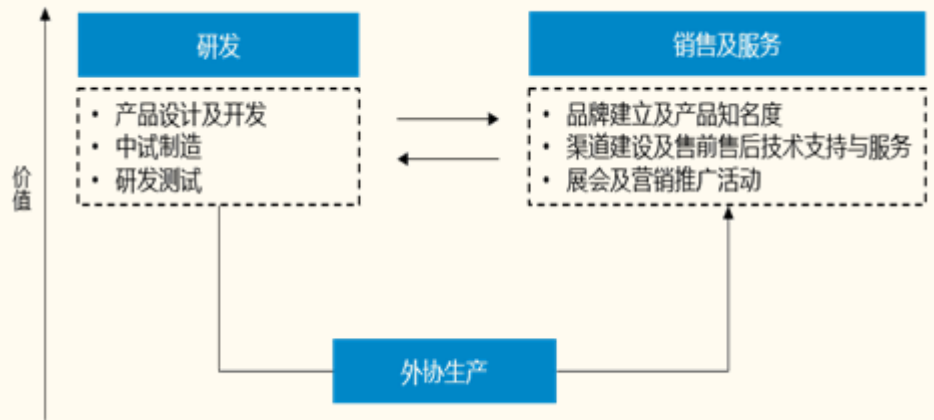 研发
• 产品设计及开发
• 中试制造
• 研发测试
销售及服务
• 品牌建立及产品知名度
• 渠道建设及售前售后技术支持与服务
• 展会及营销推广活动
价值
外协生产